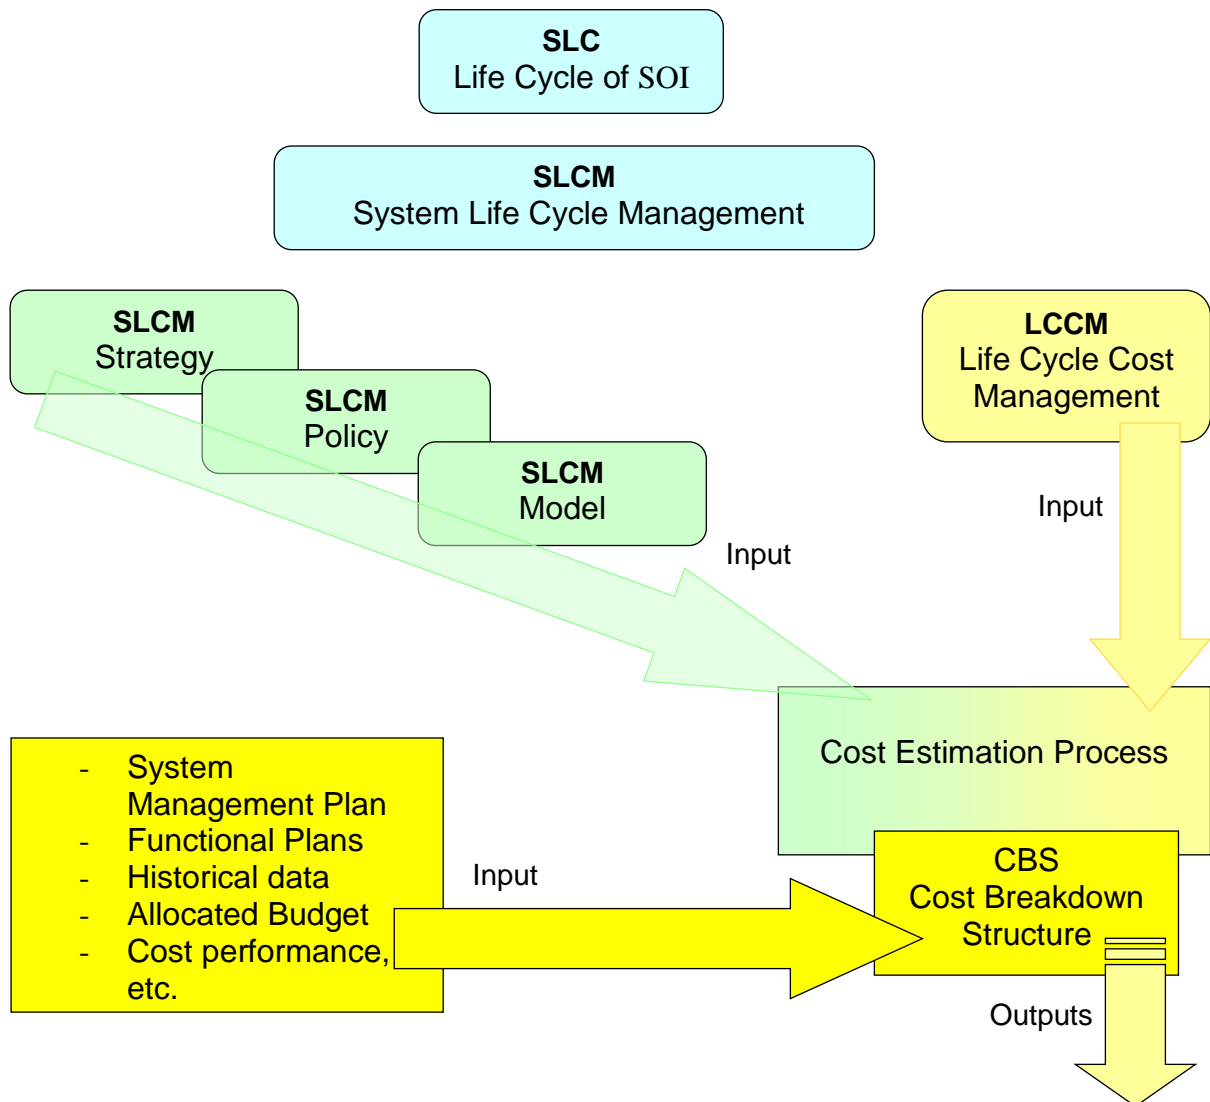 SLC
Life Cycle of SOI
SLCM
System Life Cycle Management
SLCM
Strategy
SLCM
Policy
SLCM
Model
Input
LCCM
Life Cycle Cost
Management
Input
Cost Estimation Process
- System
Management Plan
- Functional Plans
- Historical data
- Allocated Budget
- Cost performance,
etc.
Input
CBS
Cost Breakdown
Structure
Outputs